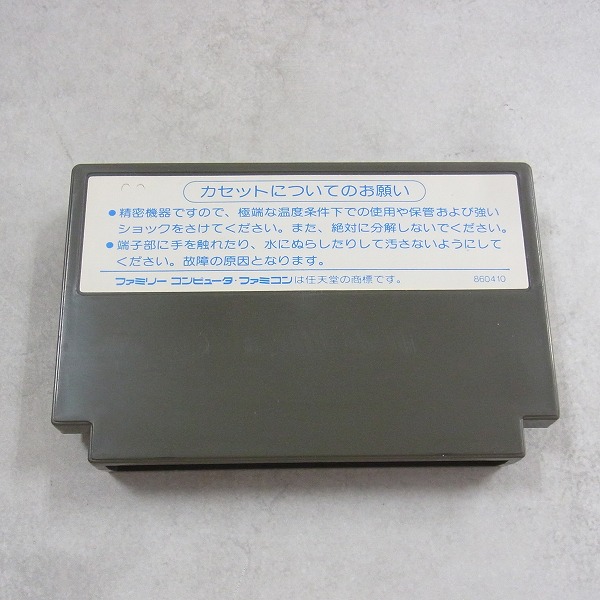 カセットについてのお願い
●精密機器ですので、極端な温度条件下での使用や保管および強い
ショックをさけてください。また、絶対に分解しないでください。
●端子部に手を触れたり、水にぬらしたりして汚さないようにして
ください。故障の原因となります。
ファミリー コンピュータ・ファミコンは任天堂の商標です。 860410